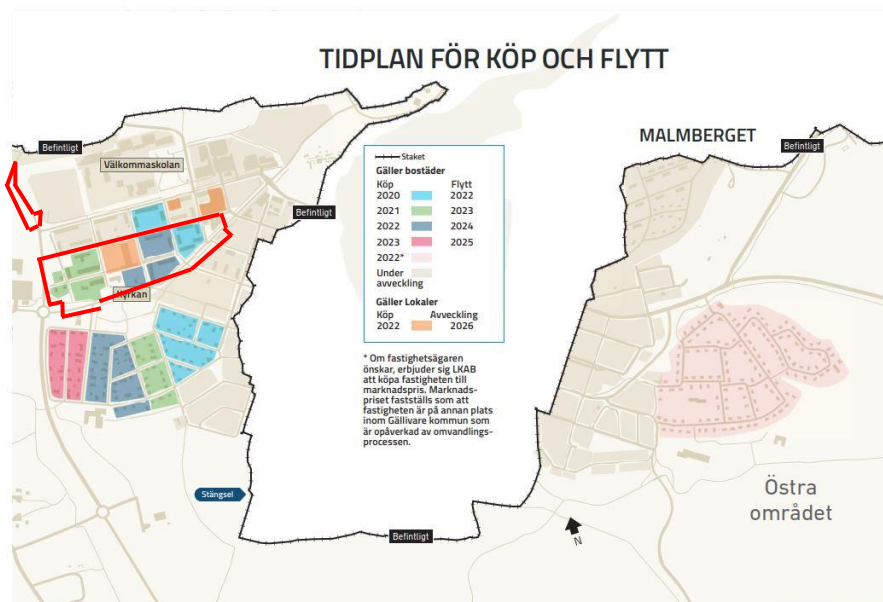 TIDPLAN FÖR KÖP OCH FLYTT
MALMBERGET
Befintligt
Befintligt
Välkommaskolan
Befintligt
Kyrkan
Staket
Gäller bostäder
Köp Flytt
2020 2022
2021 2023
2022 2024
2023 2025
2022*
Under
avveckling
Gäller Lokaler
Köp Avveckling
2022 2026
* Om fastighetsägaren
önskar, erbjuder sig LKAB
att köpa fastigheten till
marknadspris. Marknads-
priset fastställs som att
fastigheten är på annan plats
inom Gällivare kommun som
är opåverkad av omvandlings-
processen.
Stängsel
Östra
området
Befintligt
N